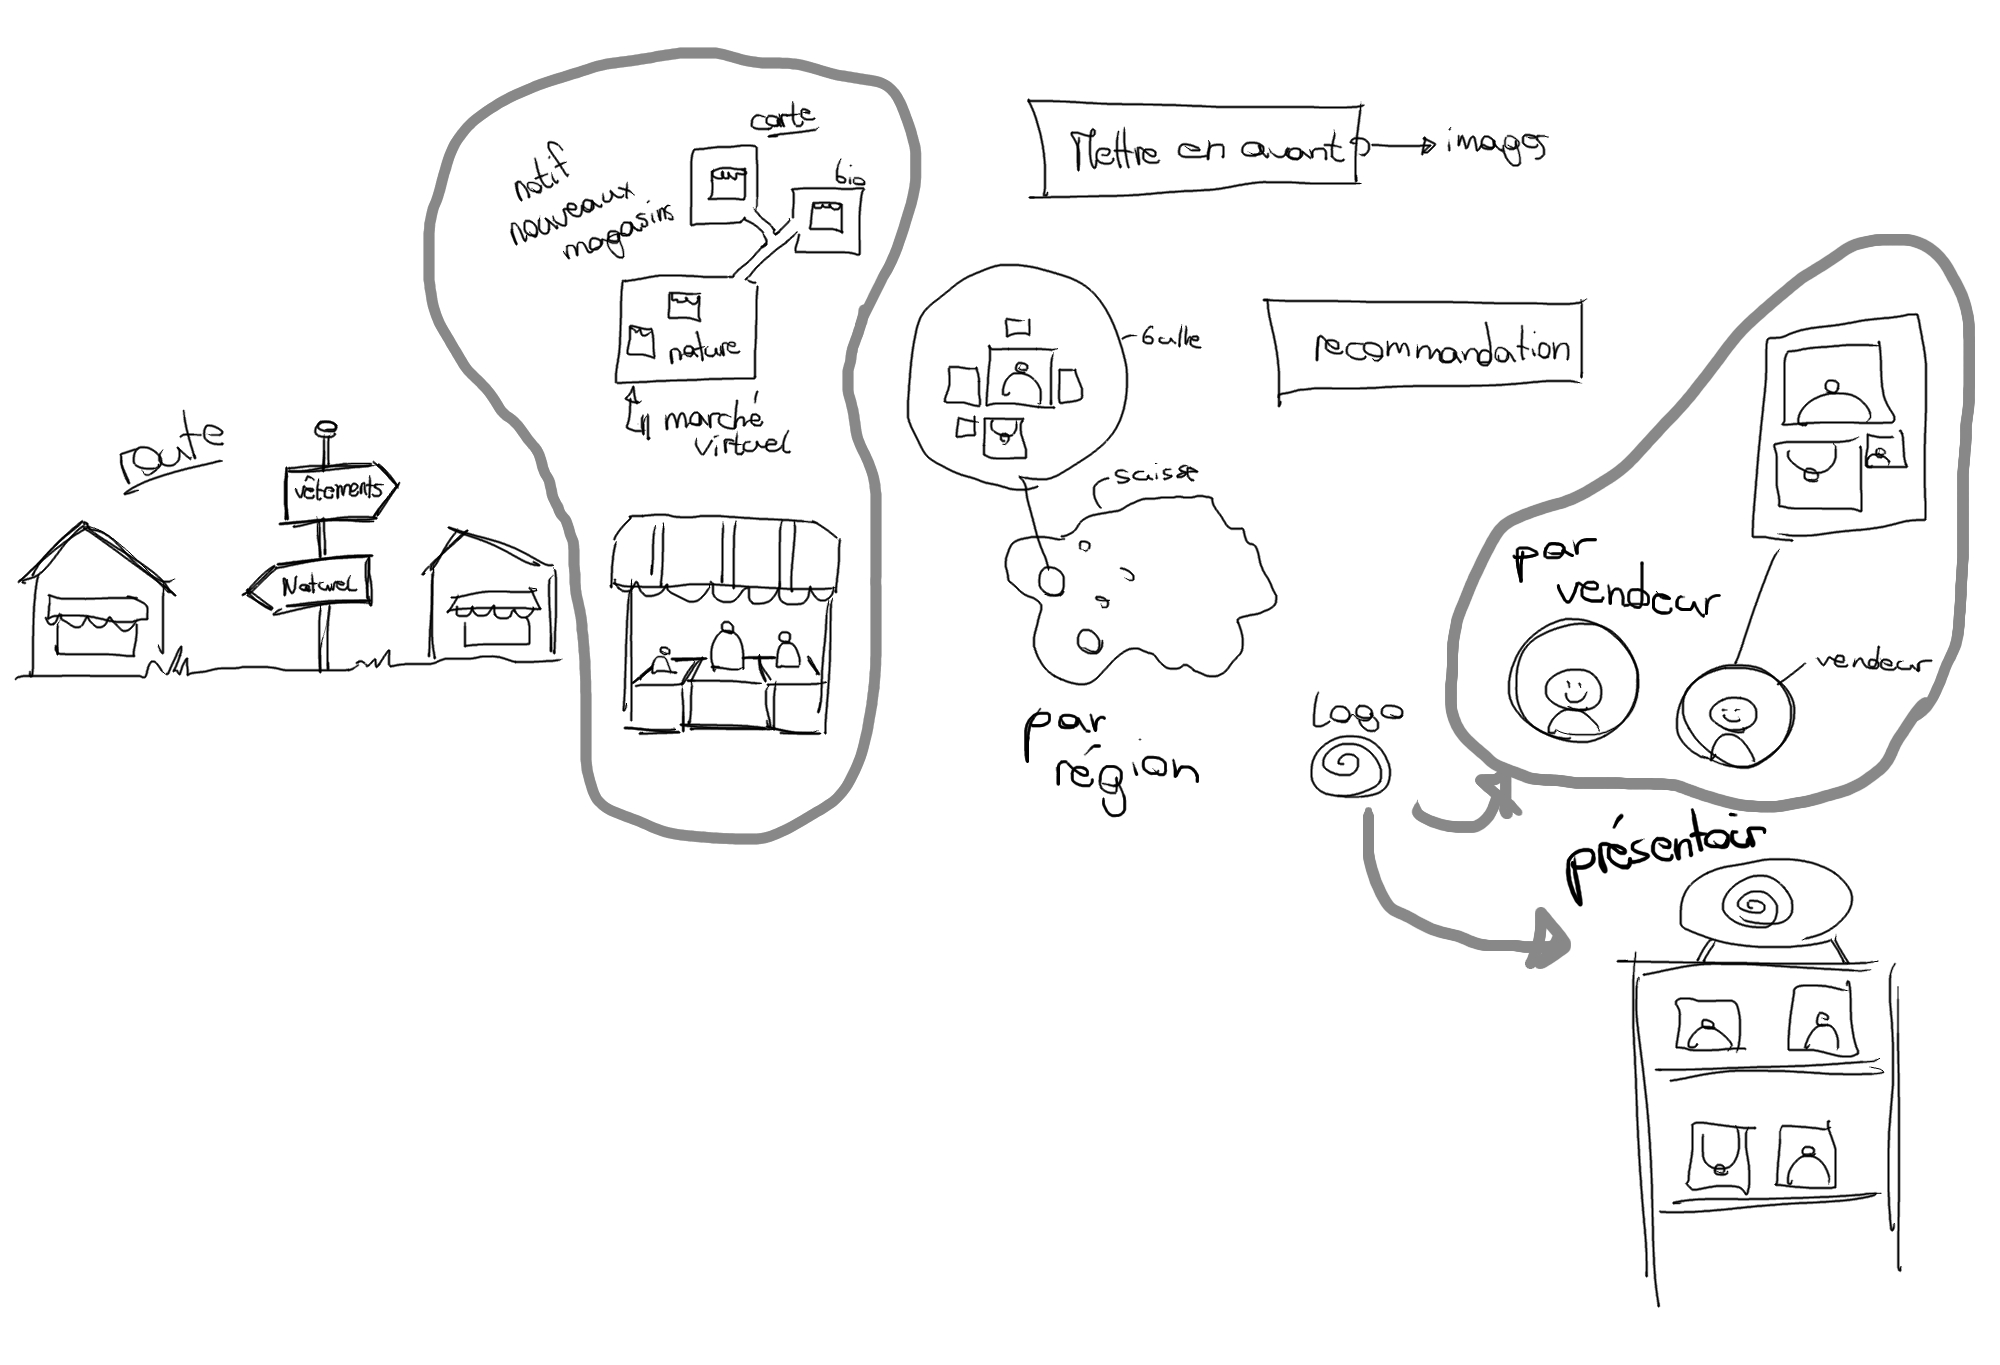 carte
notif
nouveaux
magasins
bio
nature
marché
virtuel
route
vêtements
Naturel
Mettre en avant
images
bulle
recommandation
suisse
par
région
Logo
par
vendeur
vendeur
présentoir